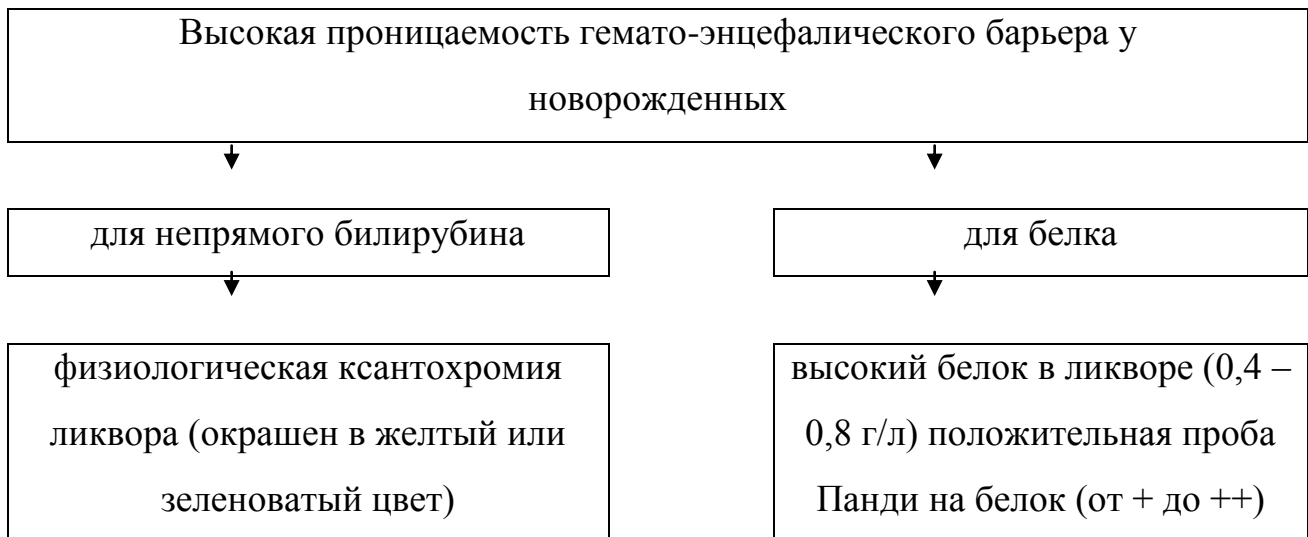 Высокая проницаемость гемато-энцефалического барьера у
новорожденных
для непрямого билирубина
для белка
физиологическая ксантохромия
ликвора (окрашен в желтый или
зеленоватый цвет)
высокий белок в ликворе (0,4 –
0,8 г/л) положительная проба
Панди на белок (от + до ++)